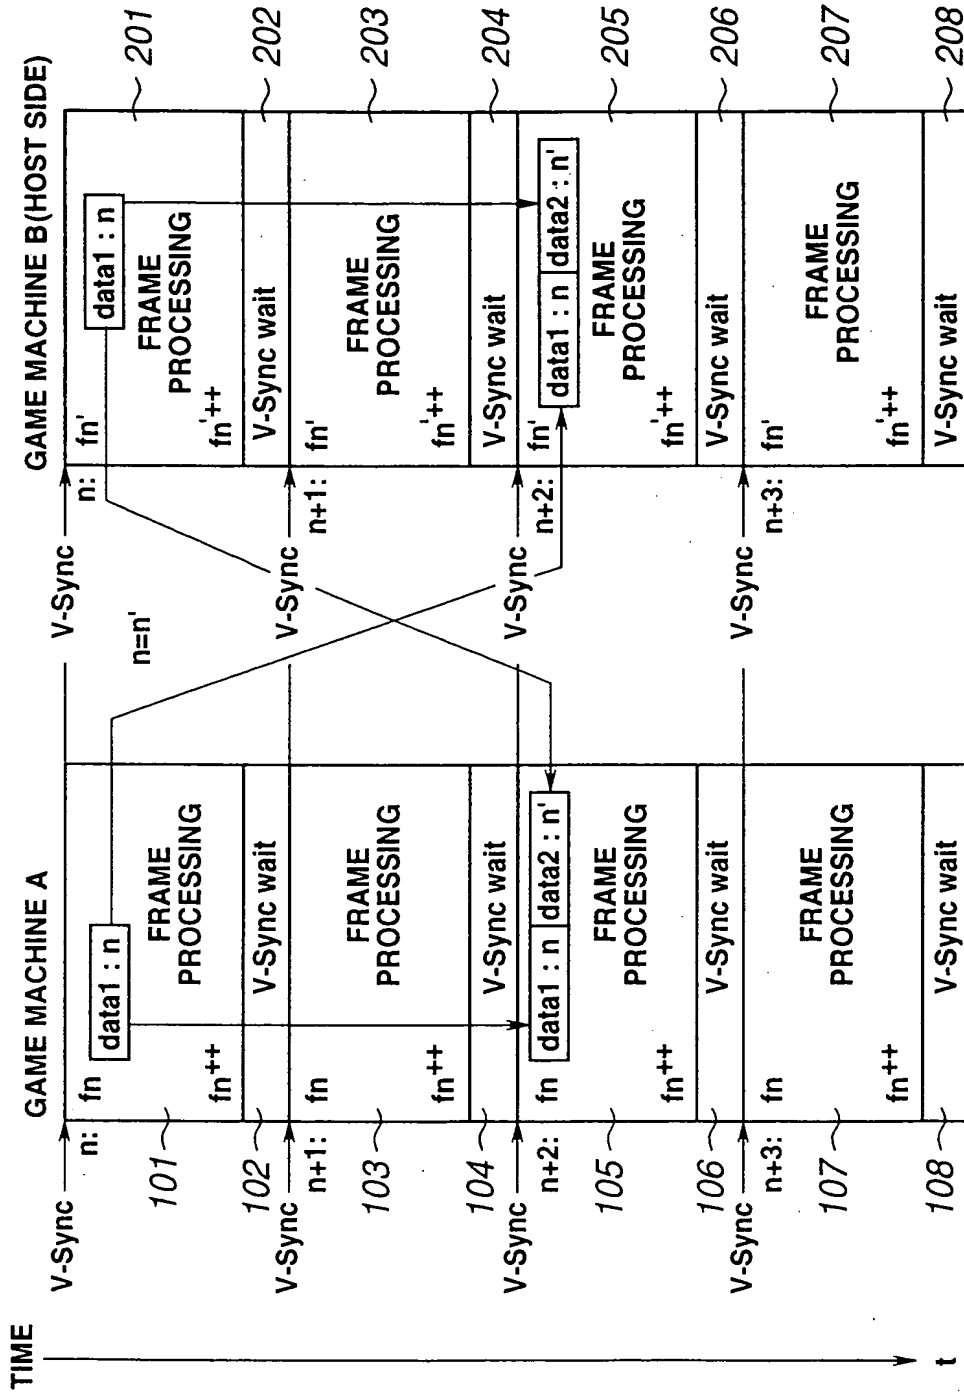 TIME
t
GAME MACHINE A
V-Sync
n:
fn
data1 : n
FRAME
PROCESSING
fn++
101
V-Sync wait
102
V-Sync
n+1:
fn
FRAME
PROCESSING
fn++
103
V-Sync wait
104
V-Sync
n+2:
fn
data1 : n
data2 : n'
FRAME
PROCESSING
fn++
105
V-Sync wait
106
V-Sync
n+3:
fn
FRAME
PROCESSING
fn++
107
V-Sync wait
108
n=n'
GAME MACHINE B(HOST SIDE)
V-Sync
n:
fn'
data1 : n
FRAME
PROCESSING
fn'++
201
V-Sync wait
202
V-Sync
n+1:
fn'
FRAME
PROCESSING
fn'++
203
V-Sync wait
204
V-Sync
n+2:
fn'
data1 : n
data2 : n'
FRAME
PROCESSING
fn'++
205
V-Sync wait
206
V-Sync
n+3:
fn'
FRAME
PROCESSING
fn'++
207
V-Sync wait
208